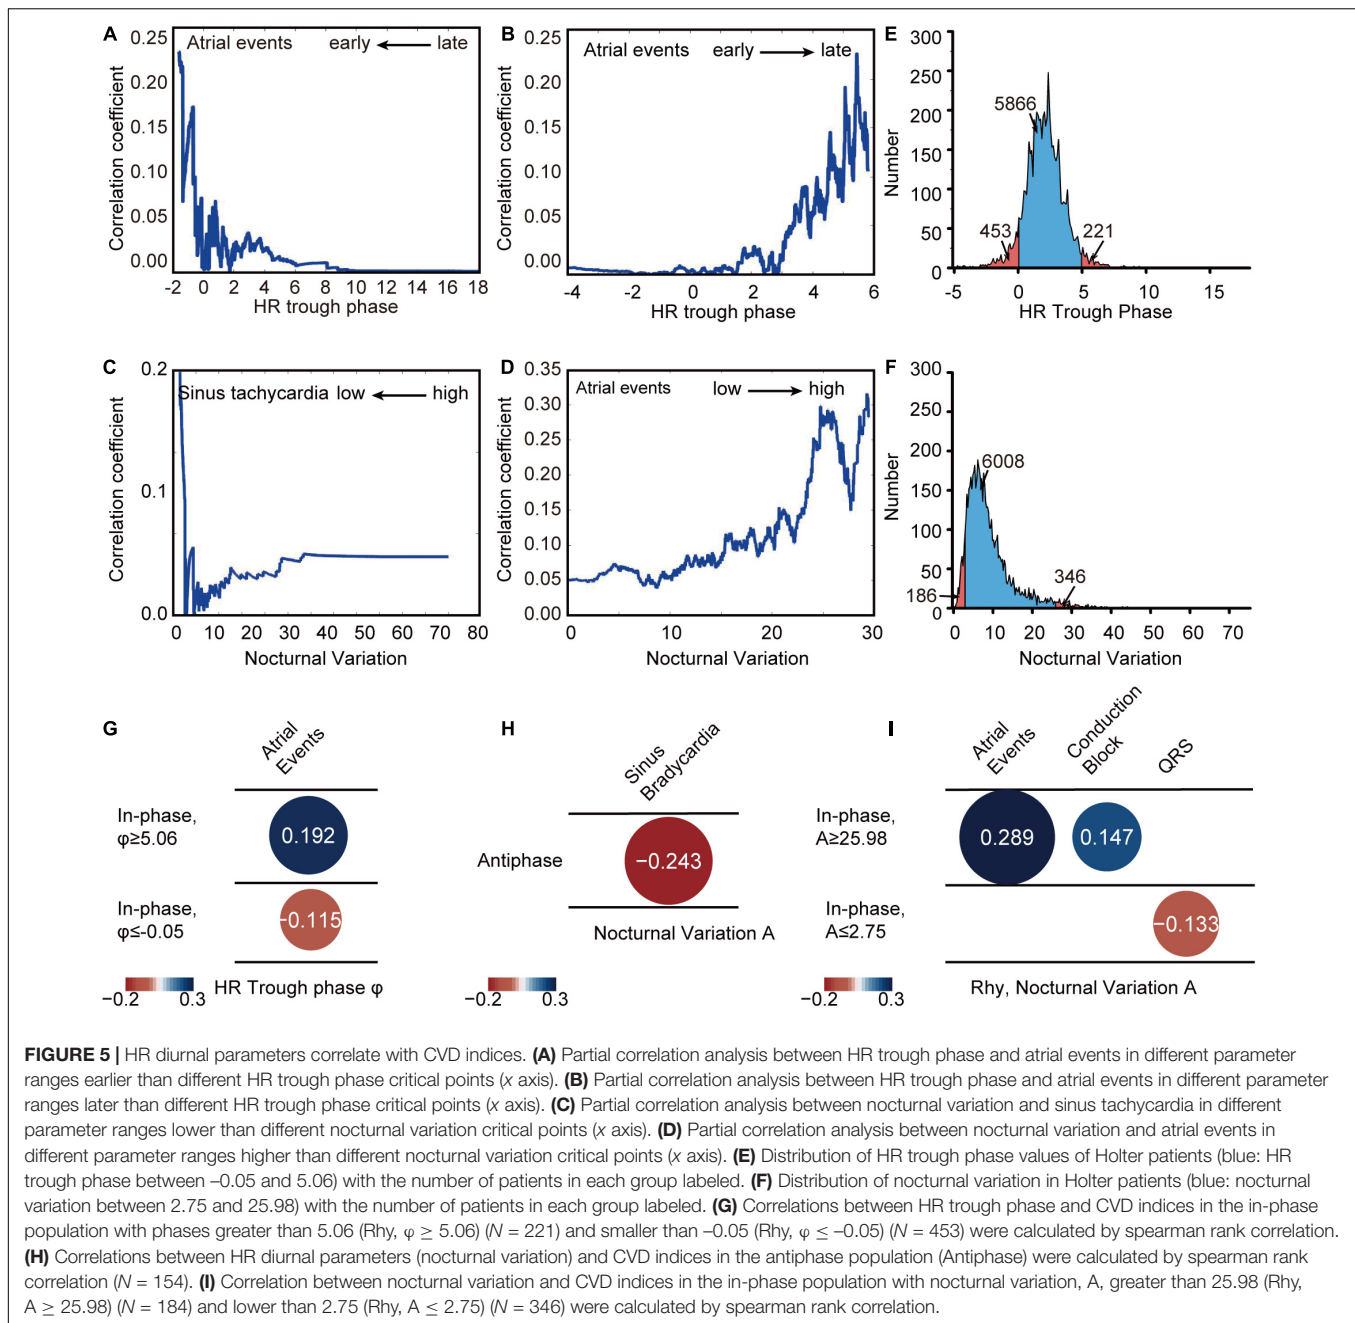 A
0.25
0.20
0.15
0.10
0.05
0.00
Correlation coefficient
Atrial events early late
-2 0 2 4 6 8 10 12 14 16 18
HR trough phase
B
0.25
0.20
0.15
0.10
0.05
0.00
Correlation coefficient
Atrial events early late
-4 -2 0 2 4 6
HR trough phase
E
300
250
200
150
100
50
0
Number
5866
453
221
-5 0 5 10 15
HR Trough Phase
C
0.2
0.1
0.0
Correlation coefficient
Sinus tachycardia low high
0 10 20 30 40 50 60 70 80
Nocturnal Variation
D
0.35
0.30
0.25
0.20
0.15
0.10
0.05
0.00
Correlation coefficient
Atrial events low high
0 10 20 30
Nocturnal Variation
F
300
250
200
150
100
50
0
Number
6008
346
186
0 10 20 30 40 50 60 70
Nocturnal Variation
G
Atrial
Events
In-phase,
φ≥5.06
0.192
In-phase,
φ≤-0.05
−0.115
−0.2 0.3
HR Trough phase φ
H
Sinus
Bradycardia
Antiphase
−0.243
Nocturnal Variation A
−0.2 0.3
I
Atrial
Events
Conduction
Block
QRS
In-phase,
A≥25.98
0.289
0.147
In-phase,
A≤2.75
−0.133
−0.2 0.3
Rhy, Nocturnal Variation A
FIGURE 5 | HR diurnal parameters correlate with CVD indices. (A) Partial correlation analysis between HR trough phase and atrial events in different parameter
ranges earlier than different HR trough phase critical points (x axis). (B) Partial correlation analysis between HR trough phase and atrial events in different parameter
ranges later than different HR trough phase critical points (x axis). (C) Partial correlation analysis between nocturnal variation and sinus tachycardia in different
parameter ranges lower than different nocturnal variation critical points (x axis). (D) Partial correlation analysis between nocturnal variation and atrial events in
different parameter ranges higher than different nocturnal variation critical points (x axis). (E) Distribution of HR trough phase values of Holter patients (blue: HR
trough phase between –0.05 and 5.06) with the number of patients in each group labeled. (F) Distribution of nocturnal variation in Holter patients (blue: nocturnal
variation between 2.75 and 25.98) with the number of patients in each group labeled. (G) Correlations between HR trough phase and CVD indices in the in-phase
population with phases greater than 5.06 (Rhy, φ ≥ 5.06) (N = 221) and smaller than –0.05 (Rhy, φ ≤ –0.05) (N = 453) were calculated by spearman rank correlation.
(H) Correlations between HR diurnal parameters (nocturnal variation) and CVD indices in the antiphase population (Antiphase) were calculated by spearman rank
correlation (N = 154). (I) Correlation between nocturnal variation and CVD indices in the in-phase population with nocturnal variation, A, greater than 25.98 (Rhy,
A ≥ 25.98) (N = 184) and lower than 2.75 (Rhy, A ≤ 2.75) (N = 346) were calculated by spearman rank correlation.